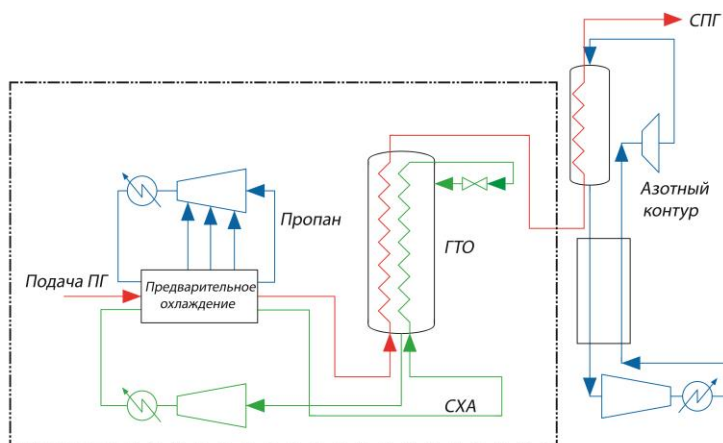 СПГ
Азотный
контур
Пропан
ГТО
Подача ПГ
Предварительное
охлаждение
СХА